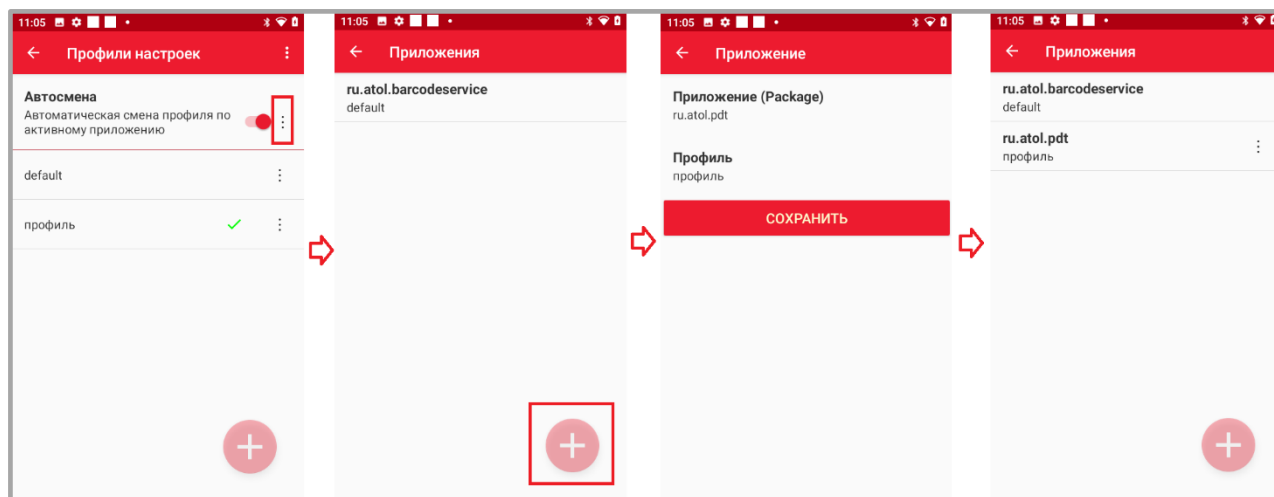 11:05
Профили настроек
Автосмена
Автоматическая смена профиля по
активному приложению
default
профиль
11:05
Приложения
ru.atol.barcodeservice
default
11:05
Приложение
Приложение (Package)
ru.atol.pdt
Профиль
профиль
СОХРАНИТЬ
11:05
Приложения
ru.atol.barcodeservice
default
ru.atol.pdt
профиль